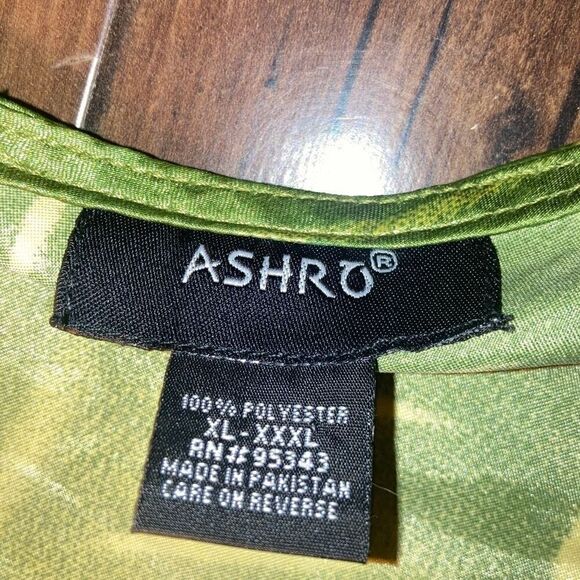 ASHRO®
100% POLYESTER
XL-XXXL
RN# 95343
MADE IN PAKISTAN
CARE ON REVERSE